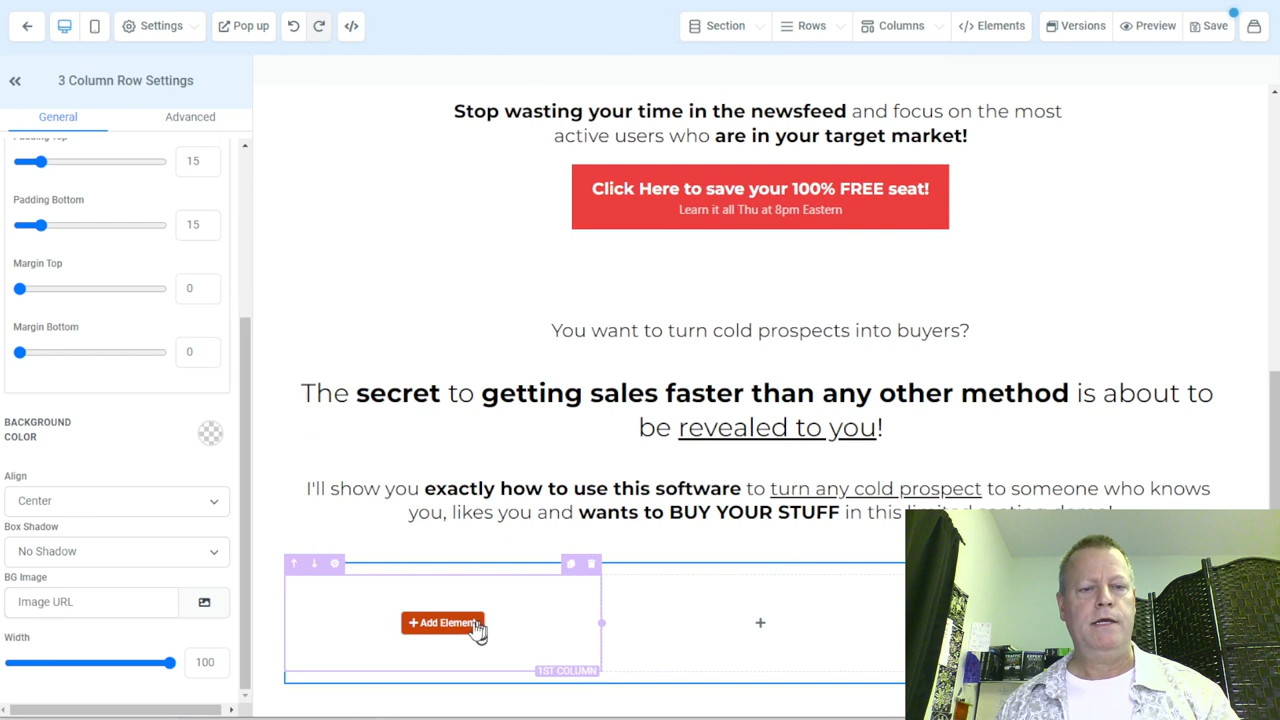 Settings
Pop up
Section
Rows
Columns
Elements
Versions
Preview
Save
3 Column Row Settings
General
Advanced
Padding Top
15
Padding Bottom
15
Margin Top
0
Margin Bottom
0
BACKGROUND
COLOR
Align
Center
Box Shadow
No Shadow
BG Image
Image URL
Width
100
Stop wasting your time in the newsfeed and focus on the most
active users who are in your target market!
Click Here to save your 100% FREE seat!
Learn it all Thu at 8pm Eastern
You want to turn cold prospects into buyers?
The secret to getting sales faster than any other method is about to
be revealed to you!
I'll show you exactly how to use this software to turn any cold prospect to someone who knows
you, likes you and wants to BUY YOUR STUFF in this limited seating demo!
+ Add Element
+
1ST COLUMN